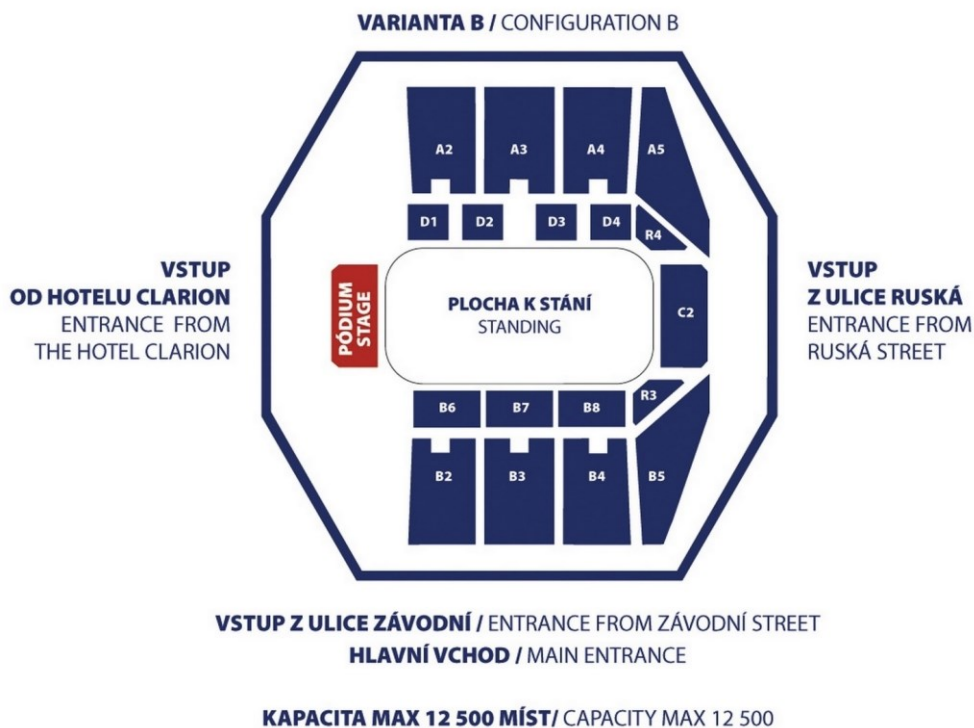 VARIANTA B / CONFIGURATION B
A2 A3 A4 A5
D1 D2 D3 D4
R4
VSTUP
OD HOTELU CLARION
ENTRANCE FROM
THE HOTEL CLARION
PÓDIUM
STAGE
PLOCHA K STÁNÍ
STANDING
C2
VSTUP
Z ULICE RUSKÁ
ENTRANCE FROM
RUSKÁ STREET
R3
B6 B7 B8
B2 B3 B4 B5
VSTUP Z ULICE ZÁVODNÍ / ENTRANCE FROM ZÁVODNÍ STREET
HLAVNÍ VCHOD / MAIN ENTRANCE
KAPACITA MAX 12 500 MÍST/ CAPACITY MAX 12 500